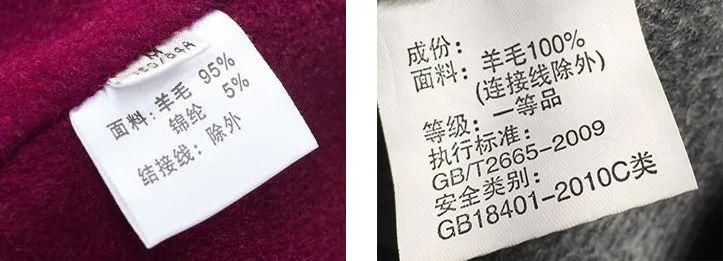 M
160/84A
面料：羊毛 95%
锦纶 5%
结接线：除外
成份：
面料：羊毛100%
(连接线除外)
等级：一等品
执行标准：
GB/T2665-2009
安全类别：
GB18401-2010C类